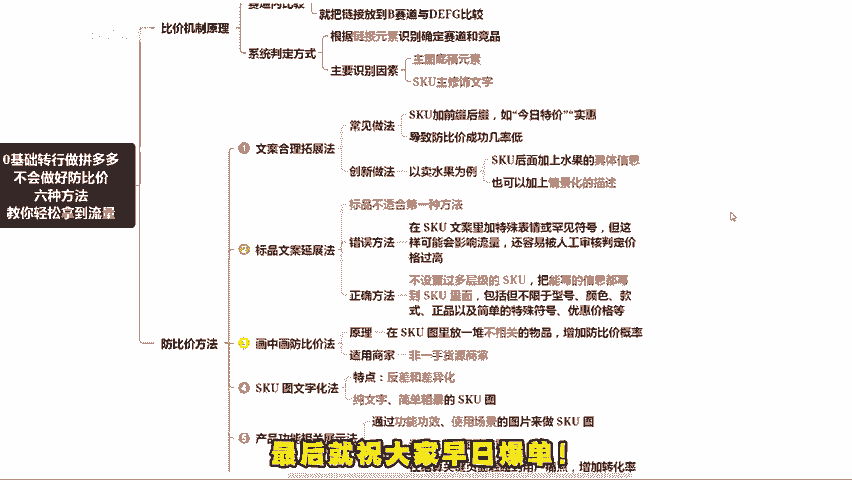 就把链接放到B赛道与DEFG比较
比价机制原理
系统判定方式
根据链接元素识别确定赛道和竞品
主要识别因素
主图底稿元素
SKU主修饰文字
0基础转行做拼多多
不会做好防比价
六种方法
教你轻松拿到流量
防比价方法
1 文案合理拓展法
常见做法
SKU加前缀后缀，如“今日特价”“实惠
导致防比价成功几率低
创新做法
以卖水果为例
SKU后面加上水果的具体信息
也可以加上情景化的描述
2 标品文案延展法
标品不适合第一种方法
错误方法
在 SKU 文案里加特殊表情或罕见符号，但这
样可能会影响流量，还容易被人工审核判定价
格过高
正确方法
不设置过多层级的 SKU，把能写的信息都写
到 SKU 里面，包括但不限于型号、颜色、款
式、正品以及简单的特殊符号、优惠价格等
3 画中画防比价法
原理
在 SKU 图里放一堆不相关的物品，增加防比价概率
适用商家
非一手货源商家
4 SKU 图文字化法
特点：反差和差异化
纯文字、简单粗暴的 SKU 图
5 产品功能相关展示法
通过功能功效、使用场景的图片来做 SKU 图
用户痛点，增加转化率
最后就祝大家早日爆单！